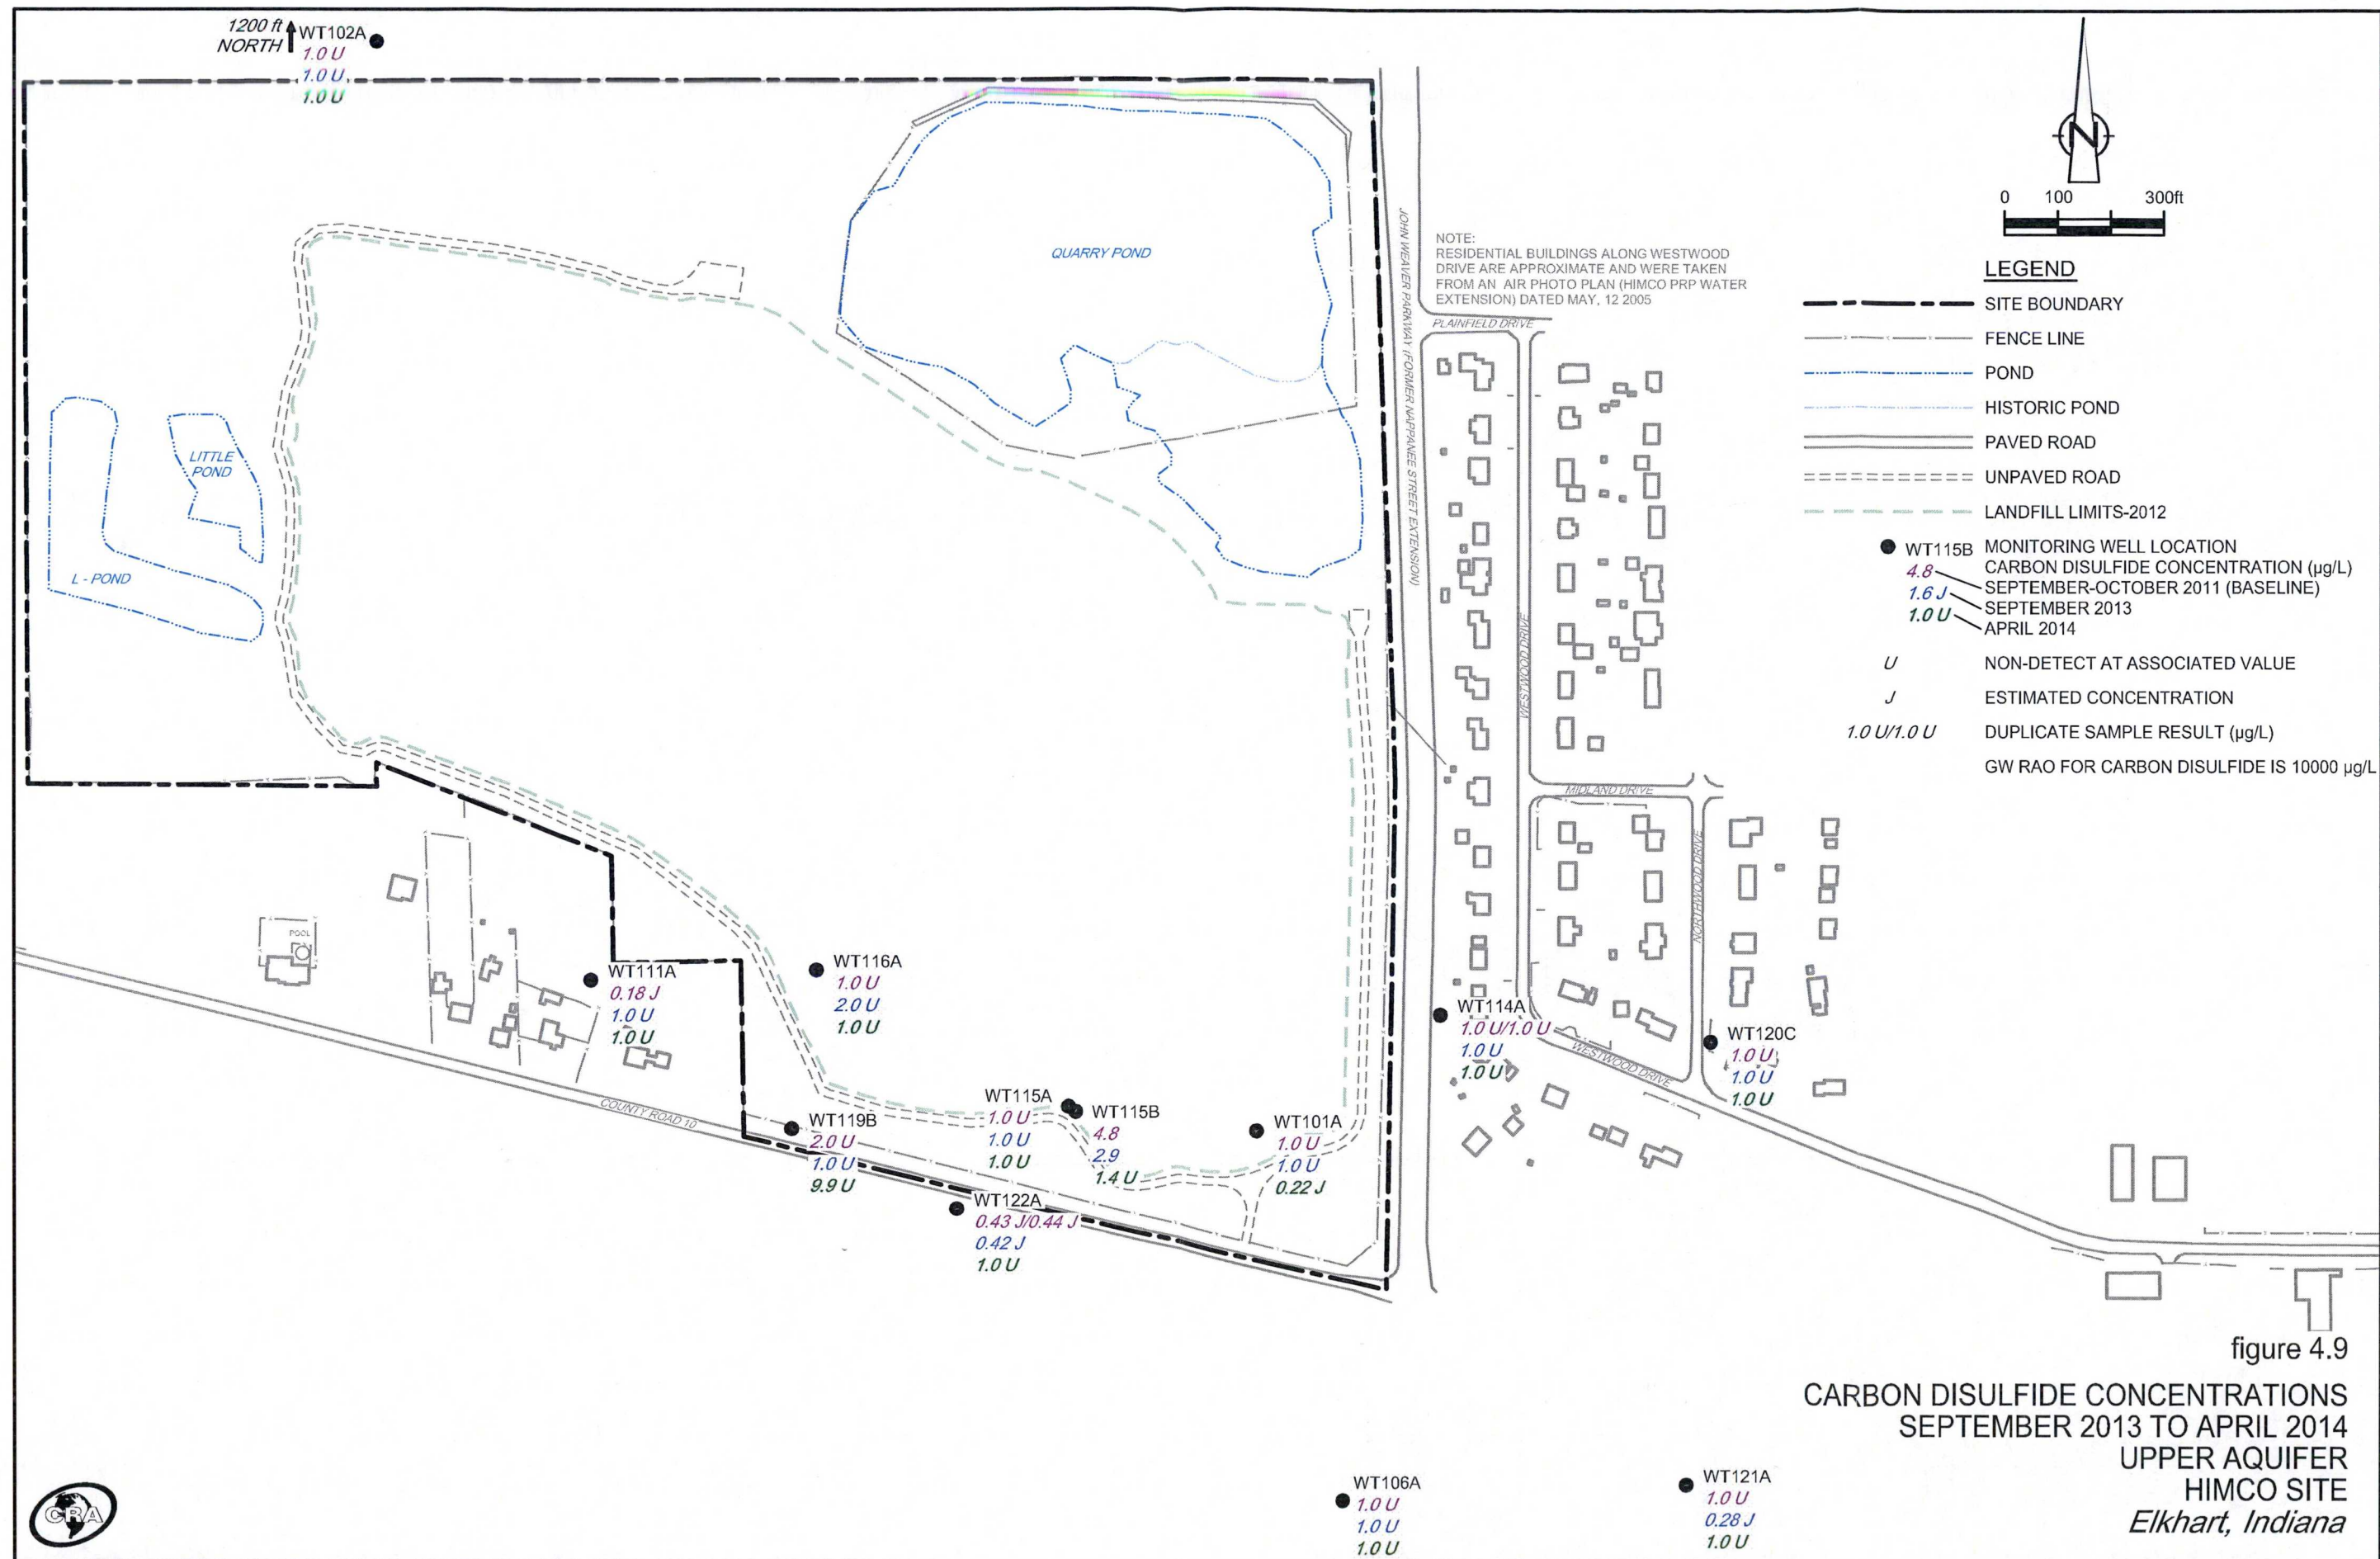 1200 ft
NORTH
WT102A
1.0 U
1.0 U
1.0 U
N
0 100 300ft
QUARRY POND
JOHN WEAVER PARKWAY (FORMER NAPPANEE STREET EXTENSION)
NOTE:
RESIDENTIAL BUILDINGS ALONG WESTWOOD
DRIVE ARE APPROXIMATE AND WERE TAKEN
FROM AN AIR PHOTO PLAN (HIMCO PRP WATER
EXTENSION) DATED MAY, 12 2005
PLAINFIELD DRIVE
LEGEND
SITE BOUNDARY
FENCE LINE
POND
HISTORIC POND
PAVED ROAD
UNPAVED ROAD
LANDFILL LIMITS-2012
WT115B MONITORING WELL LOCATION
CARBON DISULFIDE CONCENTRATION (µg/L)
4.8 SEPTEMBER-OCTOBER 2011 (BASELINE)
1.6 J SEPTEMBER 2013
1.0 U APRIL 2014
U NON-DETECT AT ASSOCIATED VALUE
J ESTIMATED CONCENTRATION
1.0 U/1.0 U DUPLICATE SAMPLE RESULT (µg/L)
GW RAO FOR CARBON DISULFIDE IS 10000 µg/L
LITTLE
POND
L - POND
WESTWOOD DRIVE
MIDLAND DRIVE
NORTHWOOD DRIVE
POOL
WT111A
0.18 J
1.0 U
1.0 U
WT116A
1.0 U
2.0 U
1.0 U
WT114A
1.0 U/1.0 U
1.0 U
1.0 U
WESTWOOD DRIVE
WT120C
1.0 U
1.0 U
1.0 U
COUNTY ROAD 10
WT119B
2.0 U
1.0 U
9.9 U
WT115A
1.0 U
1.0 U
1.0 U
WT115B
4.8
2.9
1.4 U
WT101A
1.0 U
1.0 U
0.22 J
WT122A
0.43 J/0.44 J
0.42 J
1.0 U
WT106A
1.0 U
1.0 U
1.0 U
WT121A
1.0 U
0.28 J
1.0 U
figure 4.9
CARBON DISULFIDE CONCENTRATIONS
SEPTEMBER 2013 TO APRIL 2014
UPPER AQUIFER
HIMCO SITE
Elkhart, Indiana
CRA